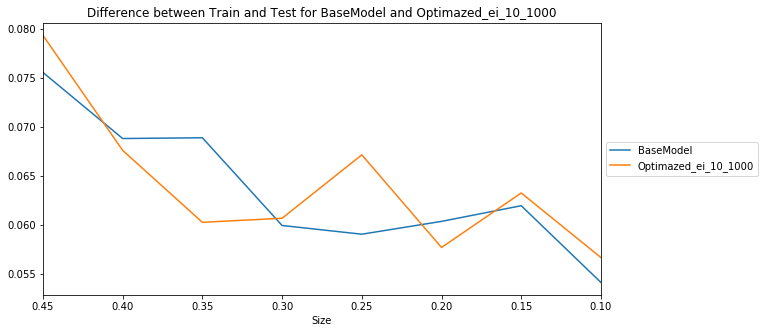 Difference between Train and Test for BaseModel and Optimazed_ei_10_1000
0.080
0.075
0.070
0.065
0.060
0.055
0.45 0.40 0.35 0.30 0.25 0.20 0.15 0.10
Size
BaseModel
Optimazed_ei_10_1000